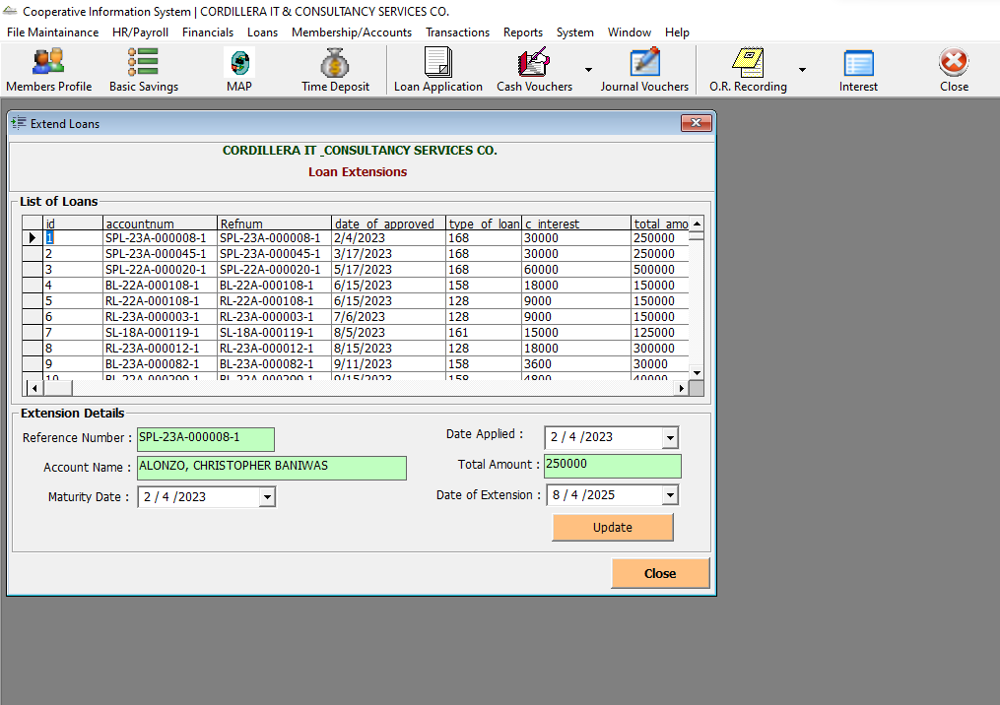 Cooperative Information System | CORDILLERA IT & CONSULTANCY SERVICES CO.
File Maintainance HR/Payroll Financials Loans Membership/Accounts Transactions Reports System Window Help
Members Profile Basic Savings MAP Time Deposit Loan Application Cash Vouchers Journal Vouchers O.R. Recording Interest Close
Extend Loans
CORDILLERA IT _CONSULTANCY SERVICES CO.
Loan Extensions
List of Loans
id accountnum Refnum date_of_approved type_of_loan c_interest total_amo
1 SPL-23A-000008-1 SPL-23A-000008-1 2/4/2023 168 30000 250000
2 SPL-23A-000045-1 SPL-23A-000045-1 3/17/2023 168 30000 250000
3 SPL-22A-000020-1 SPL-22A-000020-1 5/17/2023 168 60000 500000
4 BL-22A-000108-1 BL-22A-000108-1 6/15/2023 158 18000 150000
5 RL-22A-000108-1 RL-22A-000108-1 6/15/2023 128 9000 150000
6 RL-23A-000003-1 RL-23A-000003-1 7/6/2023 128 9000 150000
7 SL-18A-000119-1 SL-18A-000119-1 8/5/2023 161 15000 125000
8 RL-23A-000012-1 RL-23A-000012-1 8/15/2023 128 18000 300000
9 BL-23A-000082-1 BL-23A-000082-1 9/11/2023 158 3600 30000
10 9/15/2023 158 4800 40000
Extension Details
Reference Number : SPL-23A-000008-1 Date Applied : 2 / 4 /2023
Account Name : ALONZO, CHRISTOPHER BANIWAS Total Amount : 250000
Maturity Date : 2 / 4 /2023 Date of Extension : 8 / 4 /2025
Update
Close